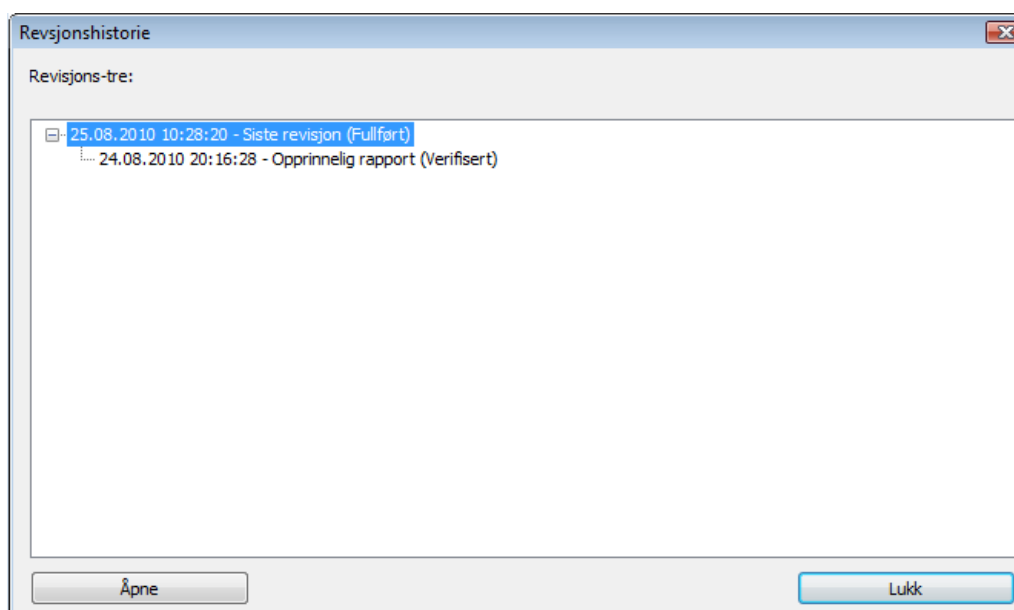 Revsjonshistorie
Revisjons-tre:
25.08.2010 10:28:20 - Siste revisjon (Fullført)
24.08.2010 20:16:28 - Opprinnelig rapport (Verifisert)
Åpne
Lukk